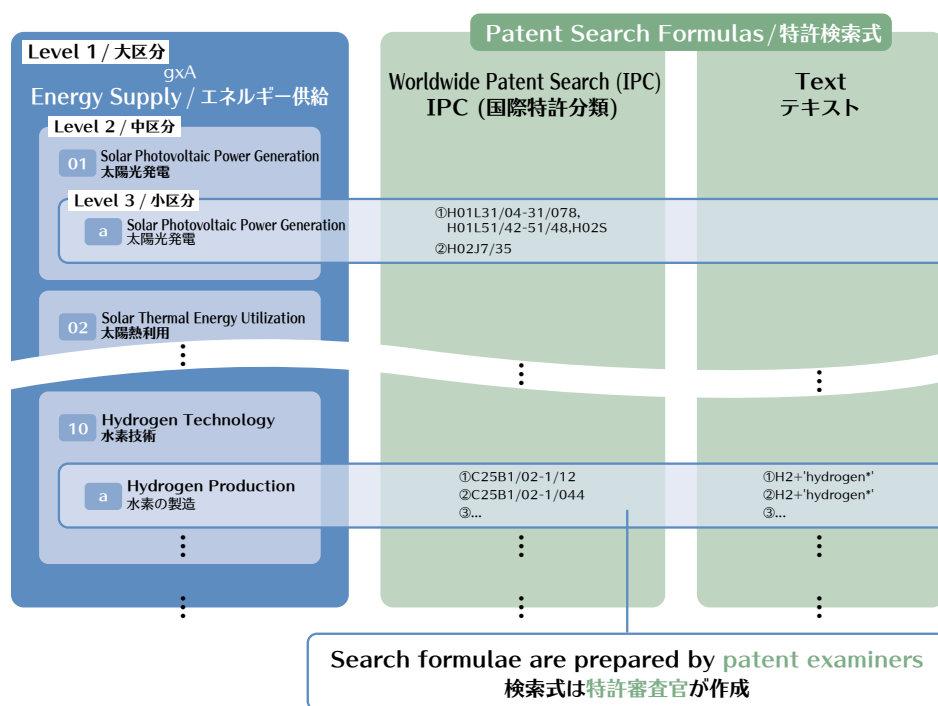 Patent Search Formulas/特許検索式
Level 1/大区分
gxA
Energy Supply/エネルギー供給
Worldwide Patent Search (IPC)
IPC (国際特許分類)
Text
テキスト
Level 2/中区分
01 Solar Photovoltaic Power Generation
太陽光発電
Level 3/小区分
a Solar Photovoltaic Power Generation
太陽光発電
①H01L31/04-31/078,
H01L51/42-51/48,H02S
②H02J7/35
02 Solar Thermal Energy Utilization
太陽熱利用
10 Hydrogen Technology
水素技術
a Hydrogen Production
水素の製造
①C25B1/02-1/12
②C25B1/02-1/044
③...
①H2+'hydrogen*'
②H2+'hydrogen*'
③...
Search formulae are prepared by patent examiners
検索式は特許審査官が作成